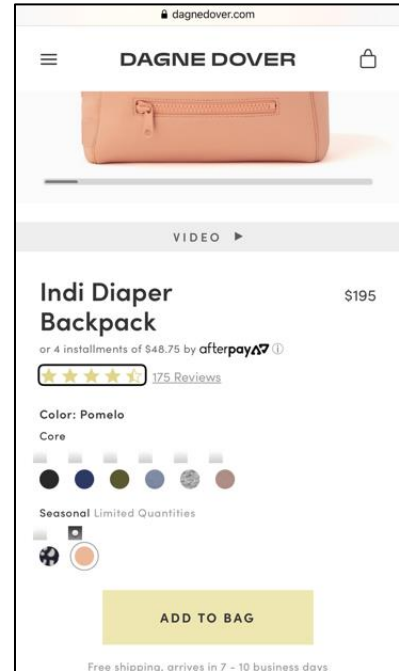 dagnedover.com
DAGNE DOVER
VIDEO
Indi Diaper
Backpack
$195
or 4 installments of $48.75 by afterpay
175 Reviews
Color: Pomelo
Core
Seasonal Limited Quantities
ADD TO BAG
Free shipping, arrives in 7 - 10 business days